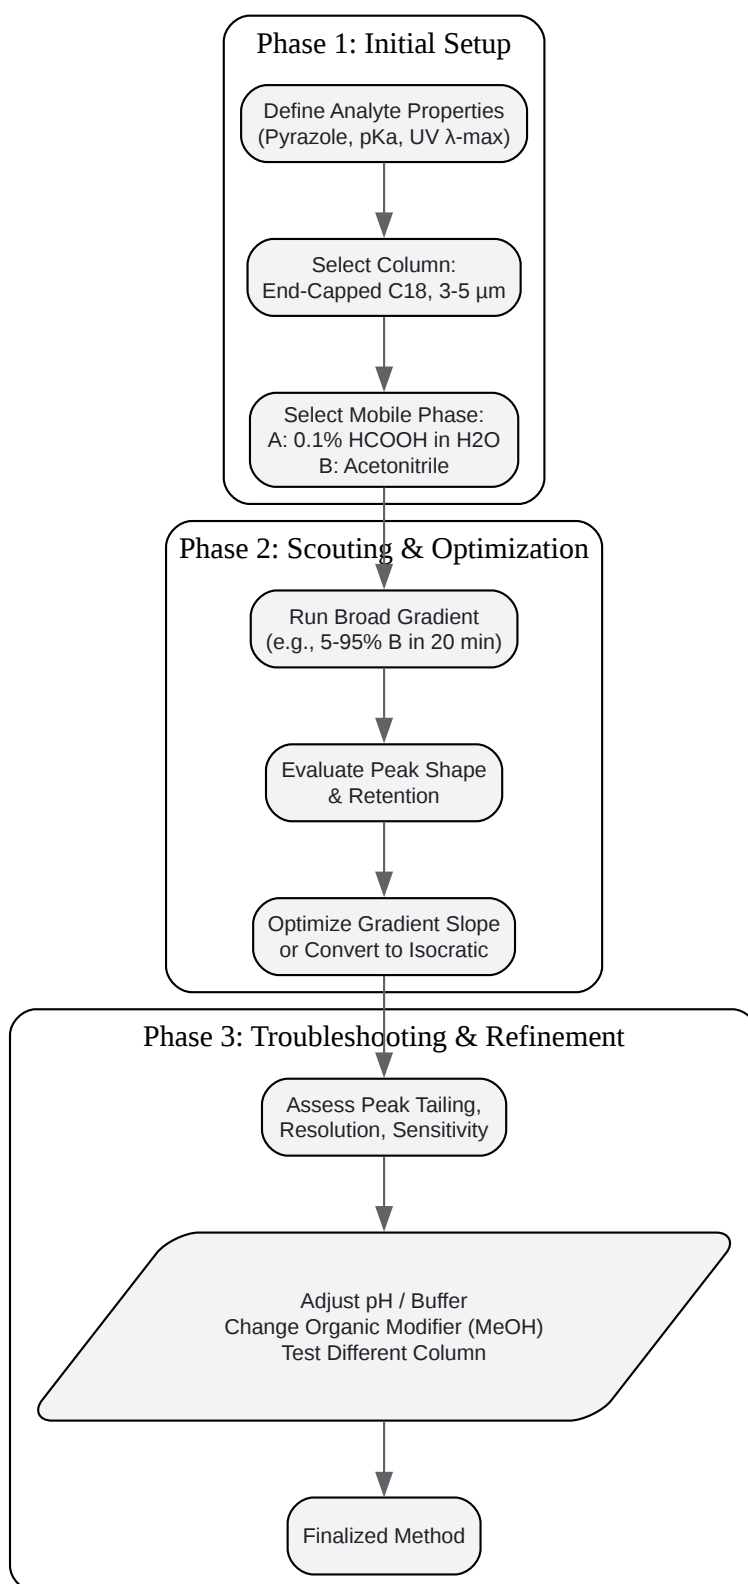 Phase 1: Initial Setup
Define Analyte Properties
(Pyrazole, pKa, UV λ-max)
Select Column:
End-Capped C18, 3-5 µm
Select Mobile Phase:
A: 0.1% HCOOH in H2O
B: Acetonitrile
Phase 2: Scouting & Optimization
Run Broad Gradient
(e.g., 5-95% B in 20 min)
Evaluate Peak Shape
& Retention
Optimize Gradient Slope
or Convert to Isocratic
Phase 3: Troubleshooting & Refinement
Assess Peak Tailing,
Resolution, Sensitivity
Adjust pH / Buffer
Change Organic Modifier (MeOH)
Test Different Column
Finalized Method